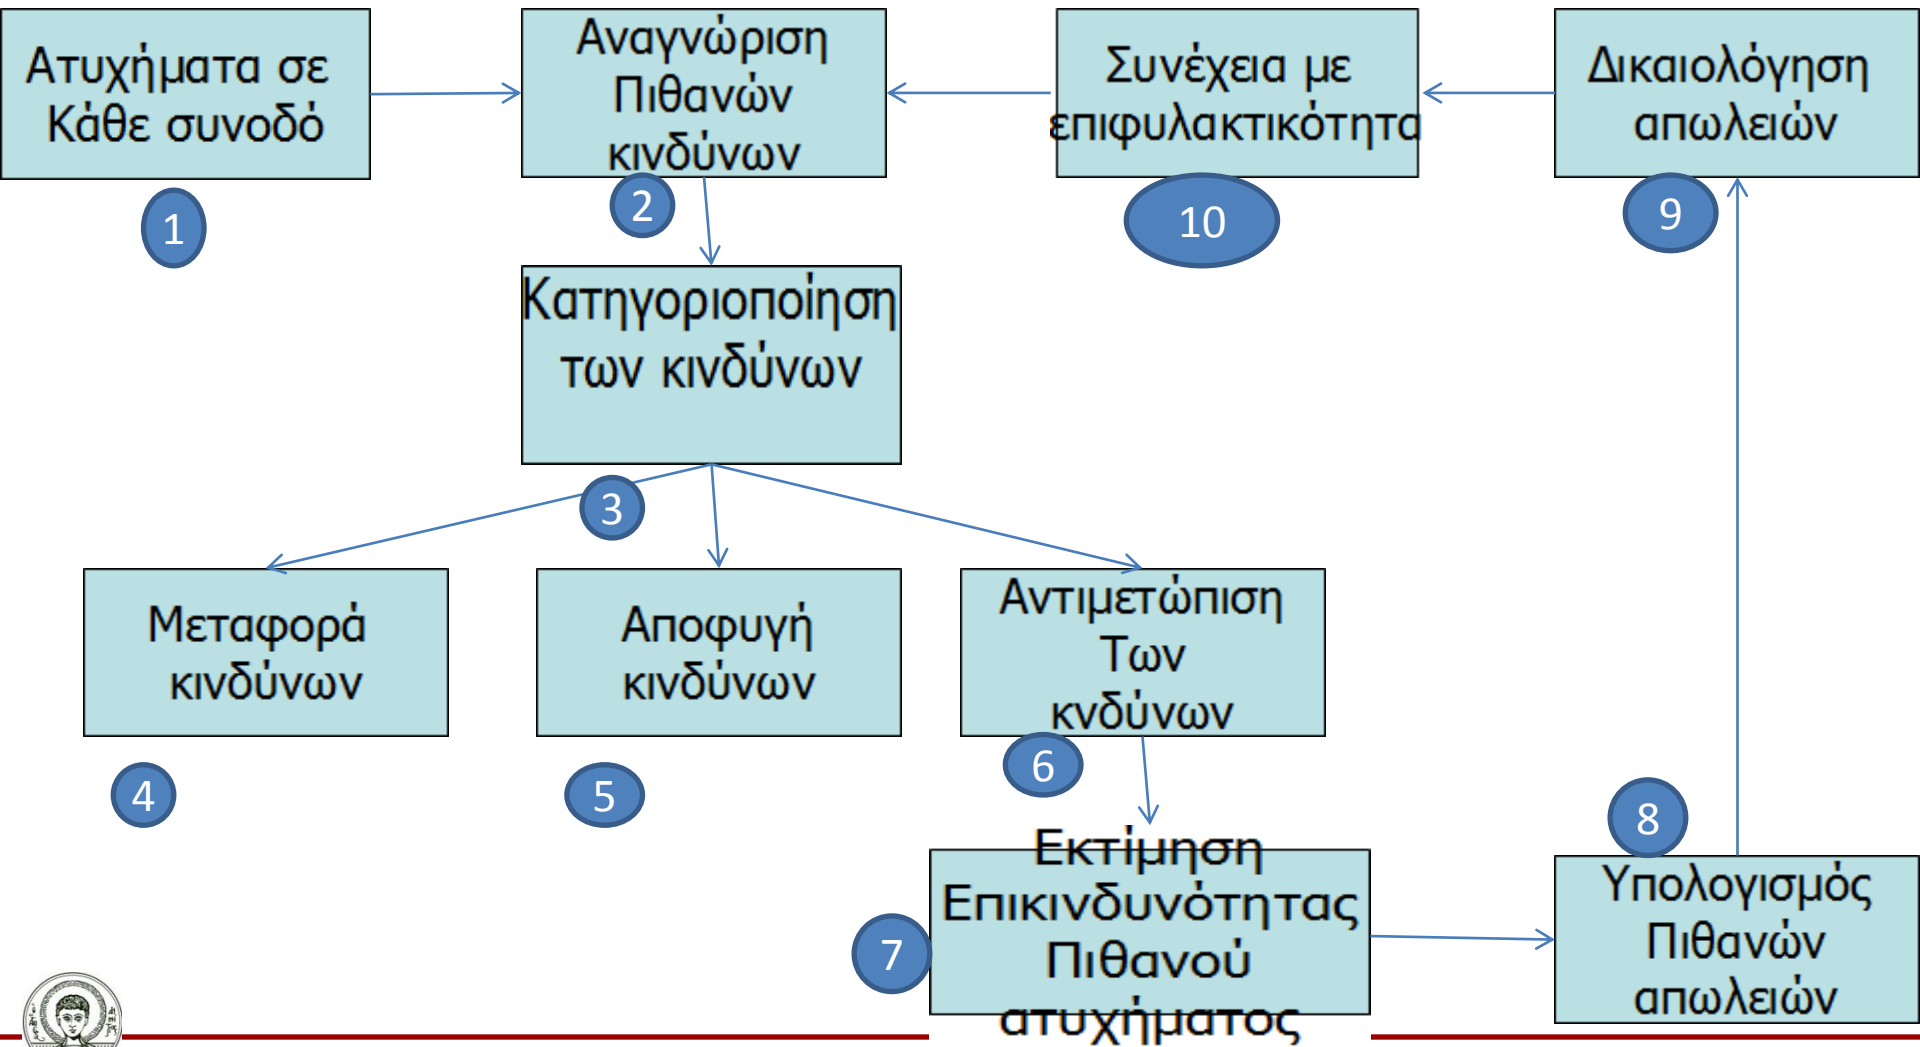 Ατυχήματα σε
Κάθε συνοδό
1
Αναγνώριση
Πιθανών
κινδύνων
2
Συνέχεια με
επιφυλακτικότητα
10
Δικαιολόγηση
απωλειών
9
Κατηγοριοποίηση
των κινδύνων
3
Μεταφορά
κινδύνων
4
Αποφυγή
κινδύνων
5
Αντιμετώπιση
Των
κνδύνων
6
Εκτίμηση
Επικινδυνότητας
Πιθανού
ατυχήματος
7
8
Υπολογισμός
Πιθανών
απωλειών